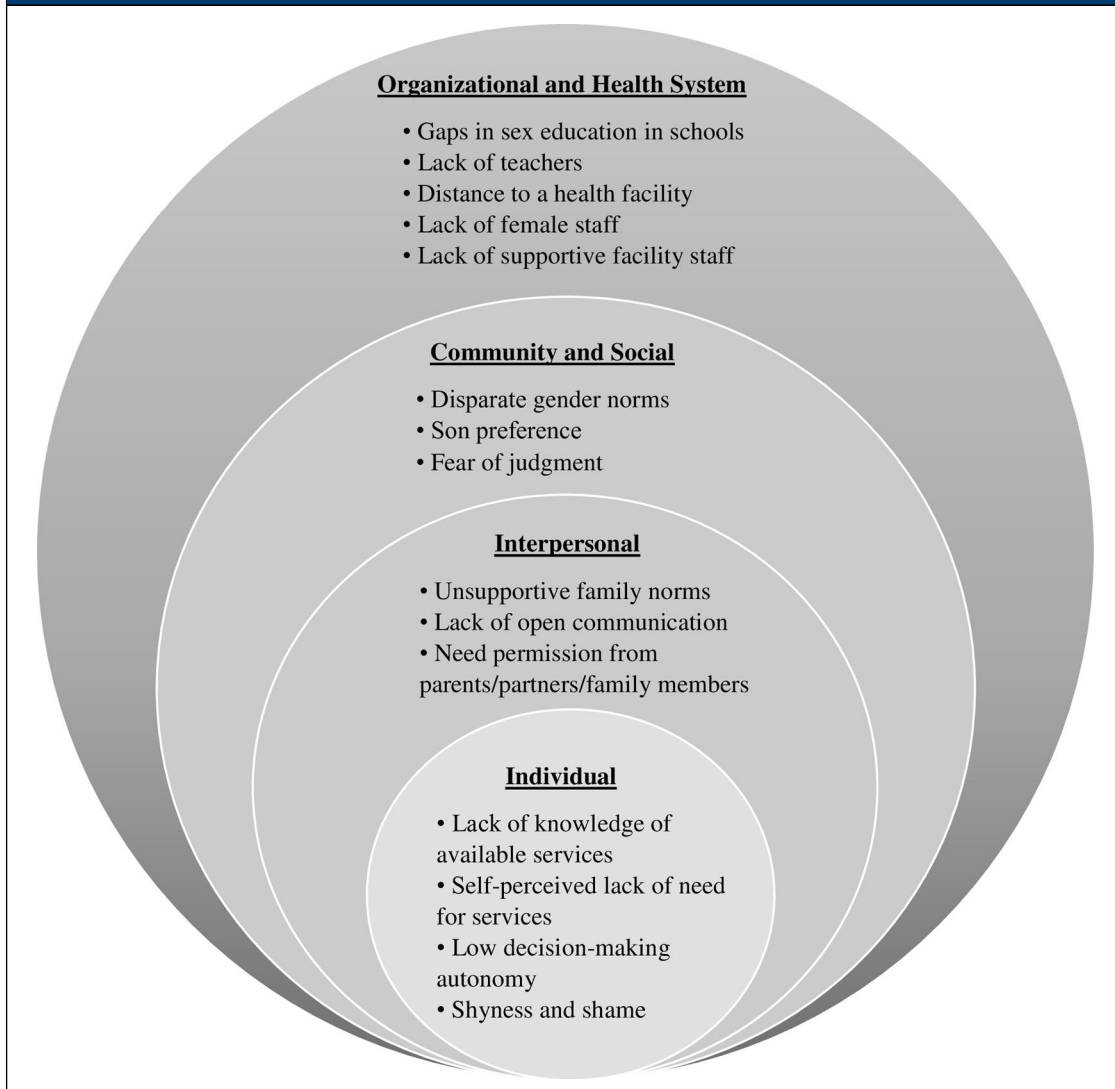 Organizational and Health System
• Gaps in sex education in schools
• Lack of teachers
• Distance to a health facility
• Lack of female staff
• Lack of supportive facility staff
Community and Social
• Disparate gender norms
• Son preference
• Fear of judgment
Interpersonal
• Unsupportive family norms
• Lack of open communication
• Need permission from
parents/partners/family members
Individual
• Lack of knowledge of
available services
• Self-perceived lack of need
for services
• Low decision-making
autonomy
• Shyness and shame